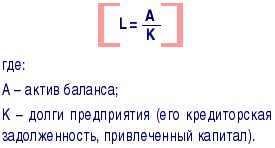 L = A / K
где:
А – актив баланса;
К – долги предприятия (его кредиторская
задолженность, привлеченный капитал).